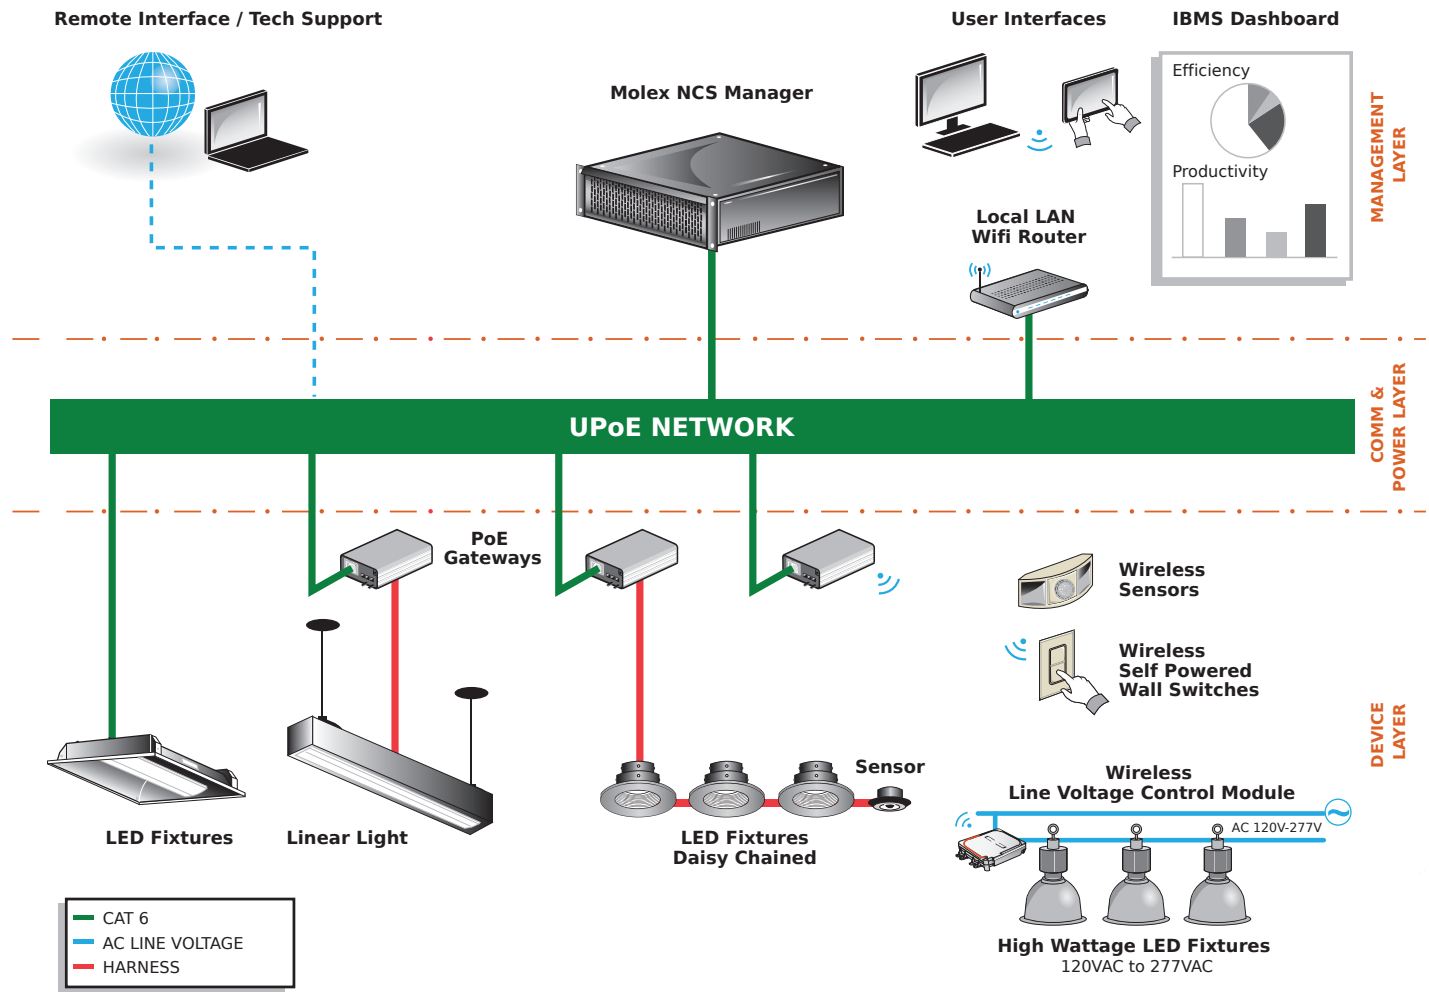 Remote Interface / Tech Support
User Interfaces
IBMS Dashboard
Efficiency
Productivity
Molex NCS Manager
Local LAN
Wifi Router
MANAGEMENT
LAYER
UPoE NETWORK
COMM &
POWER LAYER
PoE
Gateways
Wireless
Sensors
Wireless
Self Powered
Wall Switches
DEVICE
LAYER
Sensor
Wireless
Line Voltage Control Module
AC 120V-277V
LED Fixtures
Linear Light
LED Fixtures
Daisy Chained
High Wattage LED Fixtures
120VAC to 277VAC
CAT 6
AC LINE VOLTAGE
HARNESS